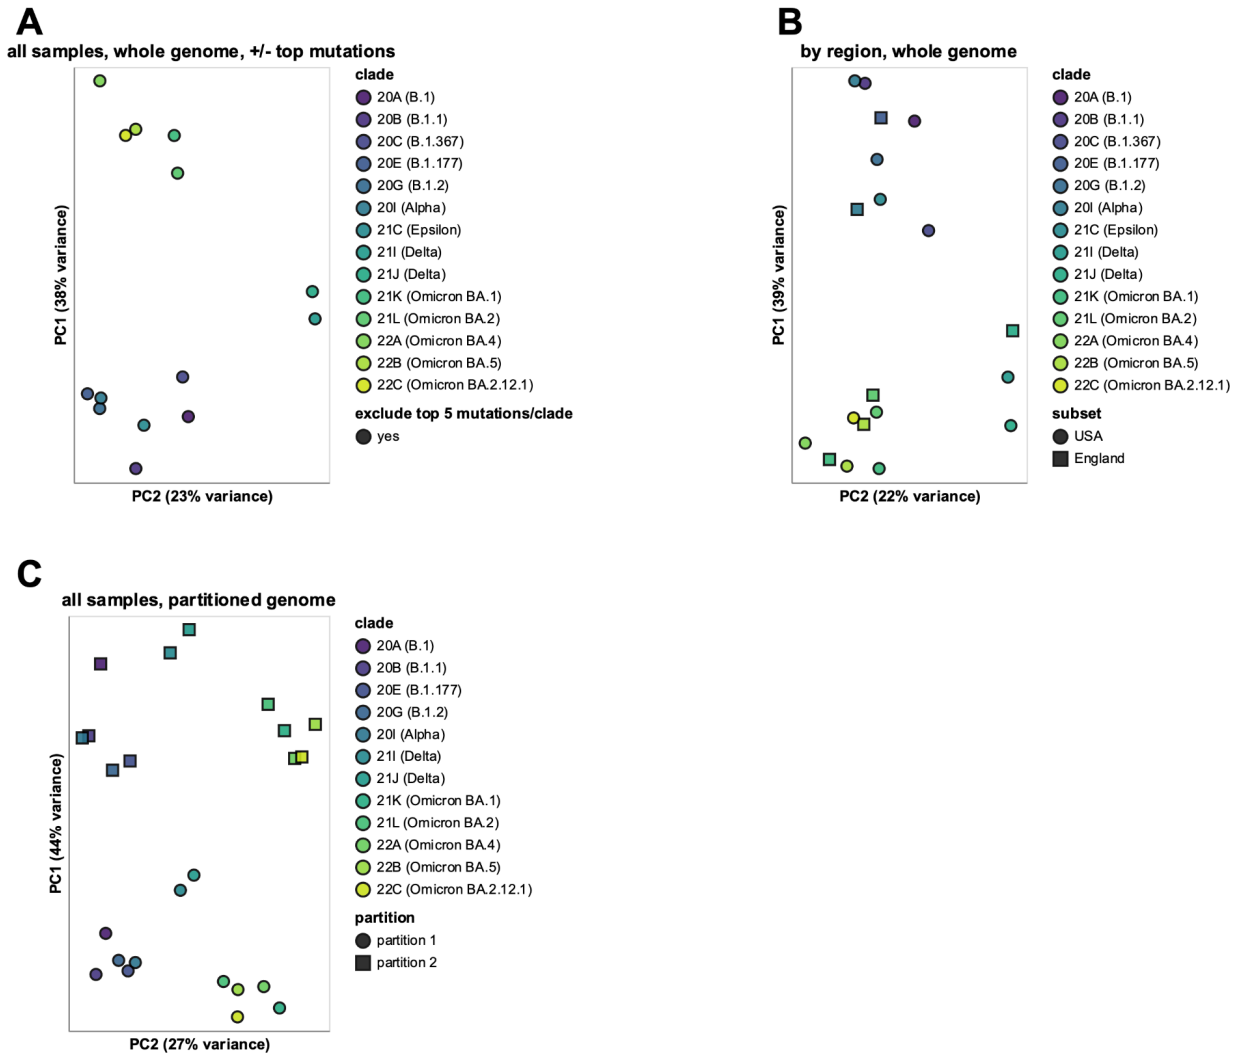 A
all samples, whole genome, +/- top mutations
PC1 (38% variance)
PC2 (23% variance)
clade
20A (B.1)
20B (B.1.1)
20C (B.1.367)
20E (B.1.177)
20G (B.1.2)
20I (Alpha)
21C (Epsilon)
21I (Delta)
21J (Delta)
21K (Omicron BA.1)
21L (Omicron BA.2)
22A (Omicron BA.4)
22B (Omicron BA.5)
22C (Omicron BA.2.12.1)
exclude top 5 mutations/clade
yes
B
by region, whole genome
PC1 (39% variance)
PC2 (22% variance)
clade
20A (B.1)
20B (B.1.1)
20C (B.1.367)
20E (B.1.177)
20G (B.1.2)
20I (Alpha)
21C (Epsilon)
21I (Delta)
21J (Delta)
21K (Omicron BA.1)
21L (Omicron BA.2)
22A (Omicron BA.4)
22B (Omicron BA.5)
22C (Omicron BA.2.12.1)
subset
USA
England
C
all samples, partitioned genome
PC1 (44% variance)
PC2 (27% variance)
clade
20A (B.1)
20B (B.1.1)
20E (B.1.177)
20G (B.1.2)
20I (Alpha)
21I (Delta)
21J (Delta)
21K (Omicron BA.1)
21L (Omicron BA.2)
22A (Omicron BA.4)
22B (Omicron BA.5)
22C (Omicron BA.2.12.1)
partition
partition 1
partition 2